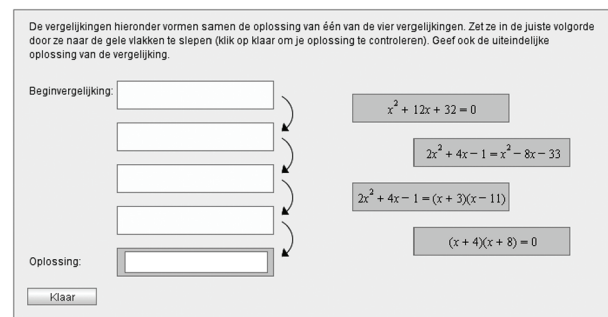 De vergelijkingen hieronder vormen samen de oplossing van één van de vier vergelijkingen. Zet ze in de juiste volgorde
door ze naar de gele vlakken te slepen (klik op klaar om je oplossing te controleren). Geef ook de uiteindelijke
oplossing van de vergelijking.
Beginvergelijking:
x² + 12x + 32 = 0
2x² + 4x − 1 = x² − 8x − 33
2x² + 4x − 1 = (x + 3)(x − 11)
(x + 4)(x + 8) = 0
Oplossing:
Klaar